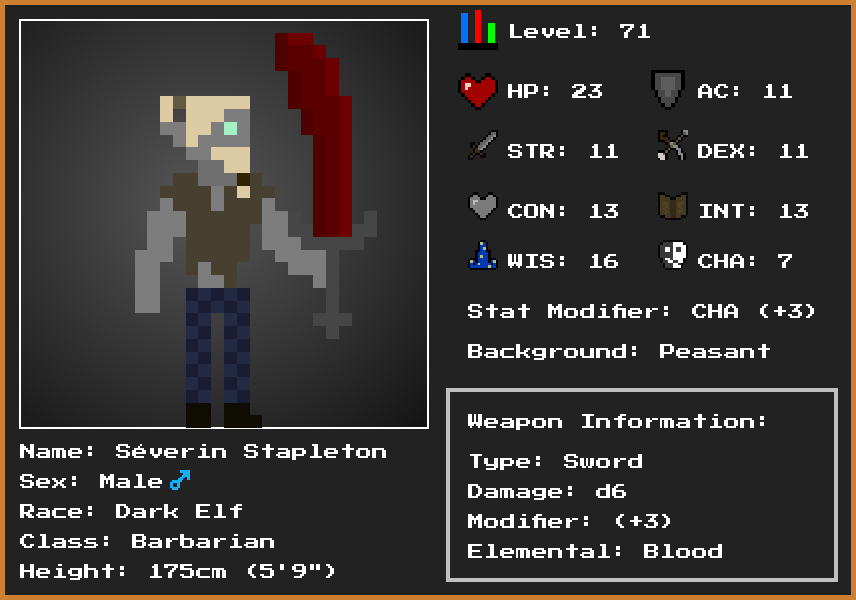 Level: 71
HP: 23
AC: 11
STR: 11
DEX: 11
CON: 13
INT: 13
WIS: 16
CHA: 7
Stat Modifier: CHA (+3)
Background: Peasant
Weapon Information:
Type: Sword
Damage: d6
Modifier: (+3)
Elemental: Blood
Name: Séverin Stapleton
Sex: Male♂
Race: Dark Elf
Class: Barbarian
Height: 175cm (5'9")